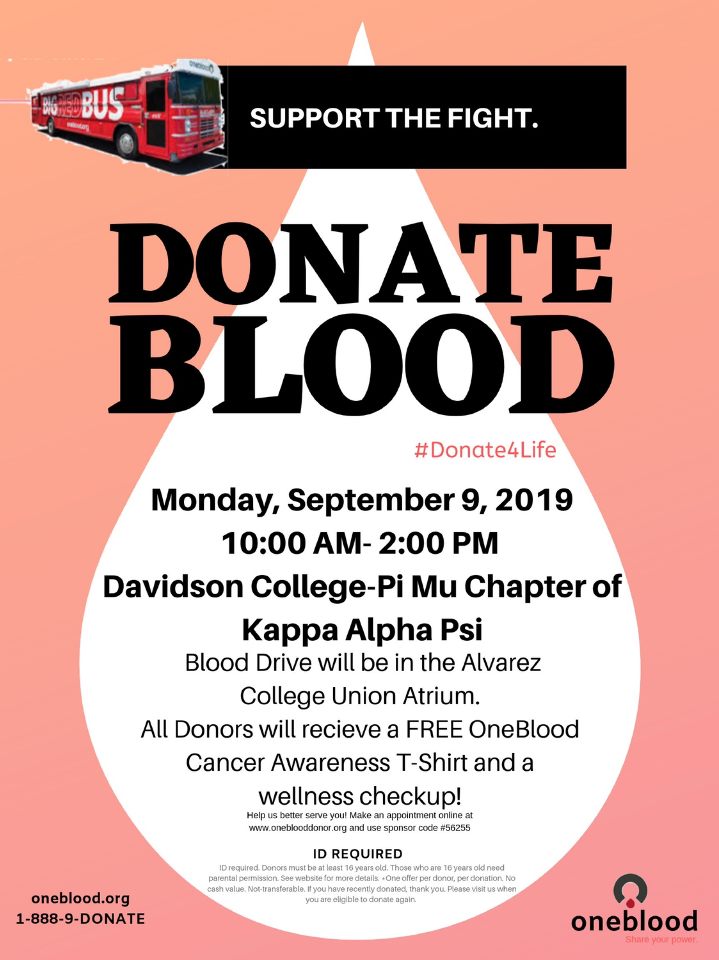 oneblood
BIG RED BUS
oneblood.org
SUPPORT THE FIGHT.
DONATE
BLOOD
#Donate4Life
Monday, September 9, 2019
10:00 AM- 2:00 PM
Davidson College-Pi Mu Chapter of
Kappa Alpha Psi
Blood Drive will be in the Alvarez
College Union Atrium.
All Donors will recieve a FREE OneBlood
Cancer Awareness T-Shirt and a
wellness checkup!
Help us better serve you! Make an appointment online at
www.oneblooddonor.org and use sponsor code #56255
ID REQUIRED
ID required. Donors must be at least 16 years old. Those who are 16 years old need
parental permission. See website for more details. +One offer per donor, per donation. No
cash value. Not-transferable. If you have recently donated, thank you. Please visit us when
you are eligible to donate again.
oneblood.org
1-888-9-DONATE
oneblood
Share your power.